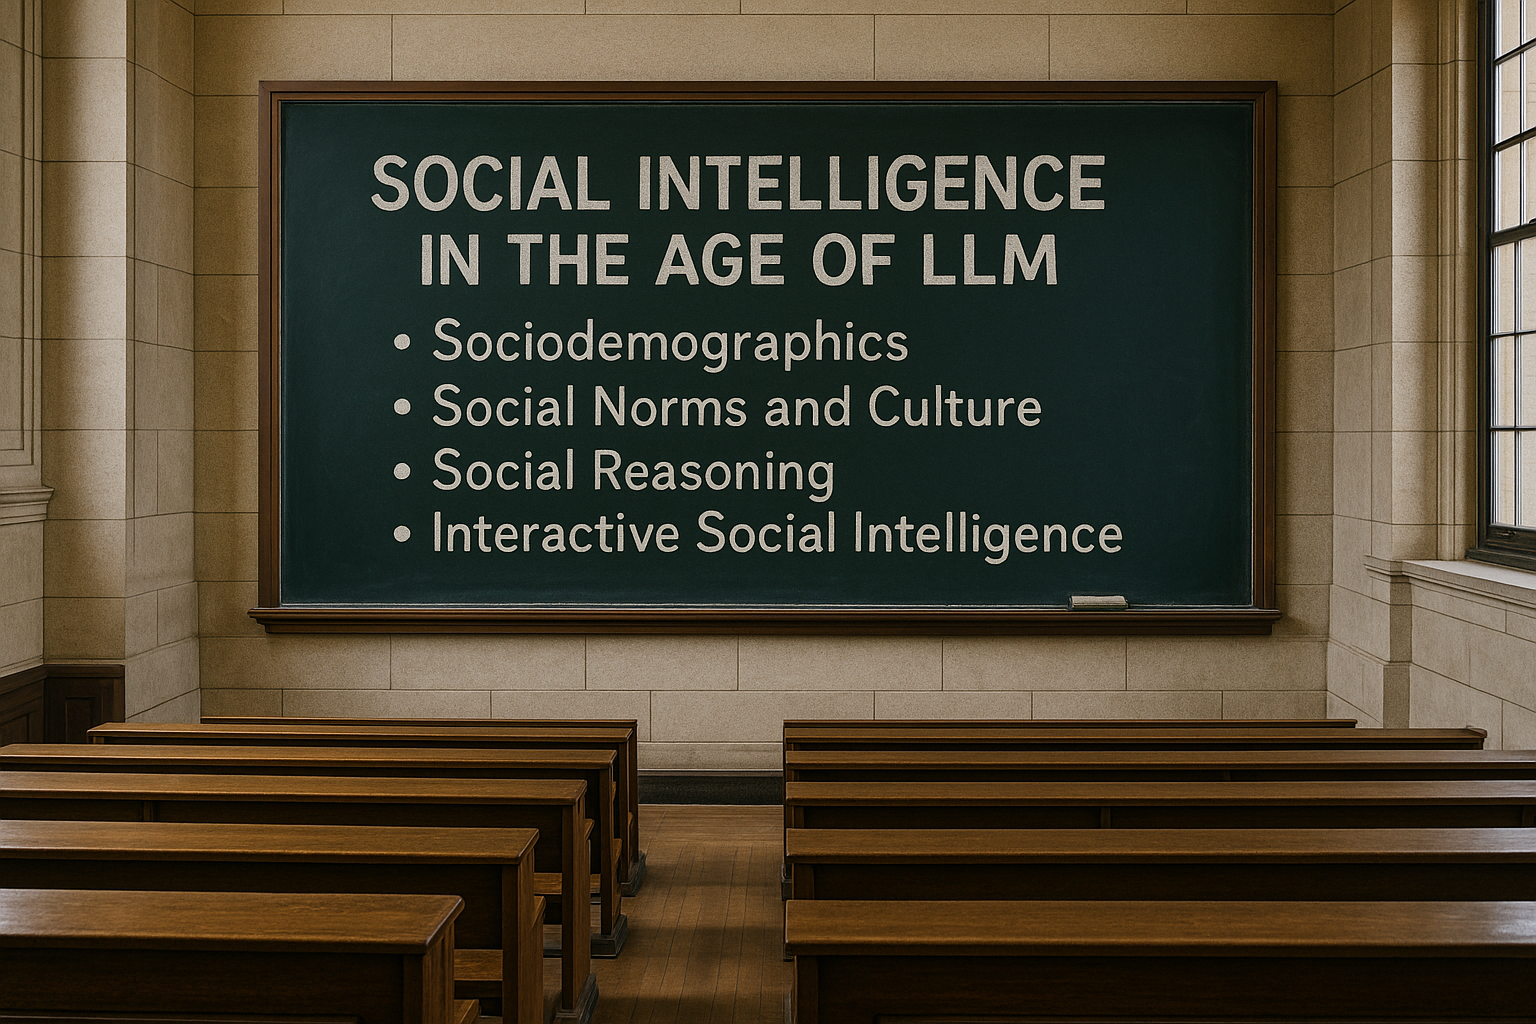 SOCIAL INTELLIGENCE
IN THE AGE OF LLM
• Sociodemographics
• Social Norms and Culture
• Social Reasoning
• Interactive Social Intelligence